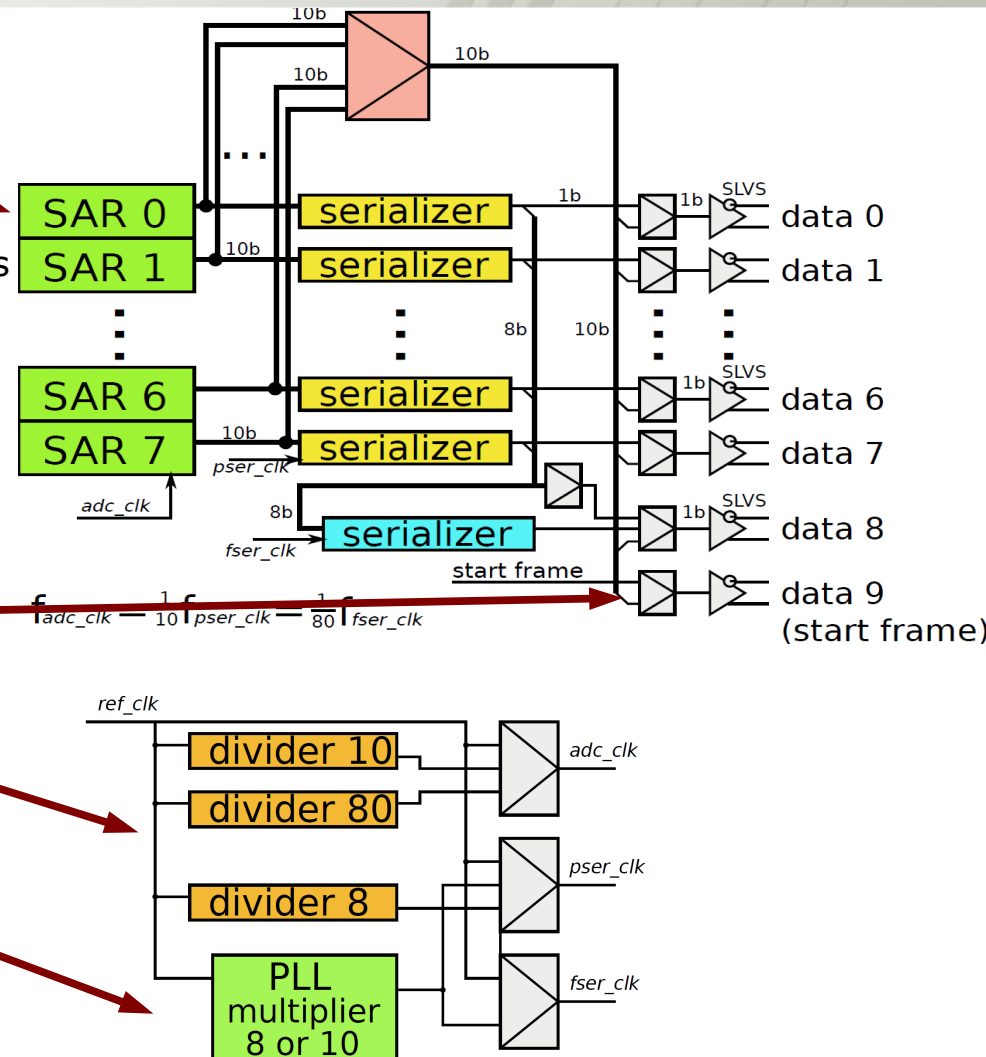 10b
10b
10b
...
SAR 0
serializer
1b
1b
SLVS
data 0
s
SAR 1
10b
serializer
data 1
8b
10b
SAR 6
serializer
1b
SLVS
data 6
SAR 7
10b
pser_clk
serializer
data 7
adc_clk
8b
fser_clk
serializer
1b
SLVS
data 8
start frame
data 9
(start frame)
f adc_clk = 1/10 f pser_clk = 1/80 f fser_clk
ref_clk
divider 10
adc_clk
divider 80
pser_clk
divider 8
PLL
multiplier
8 or 10
fser_clk